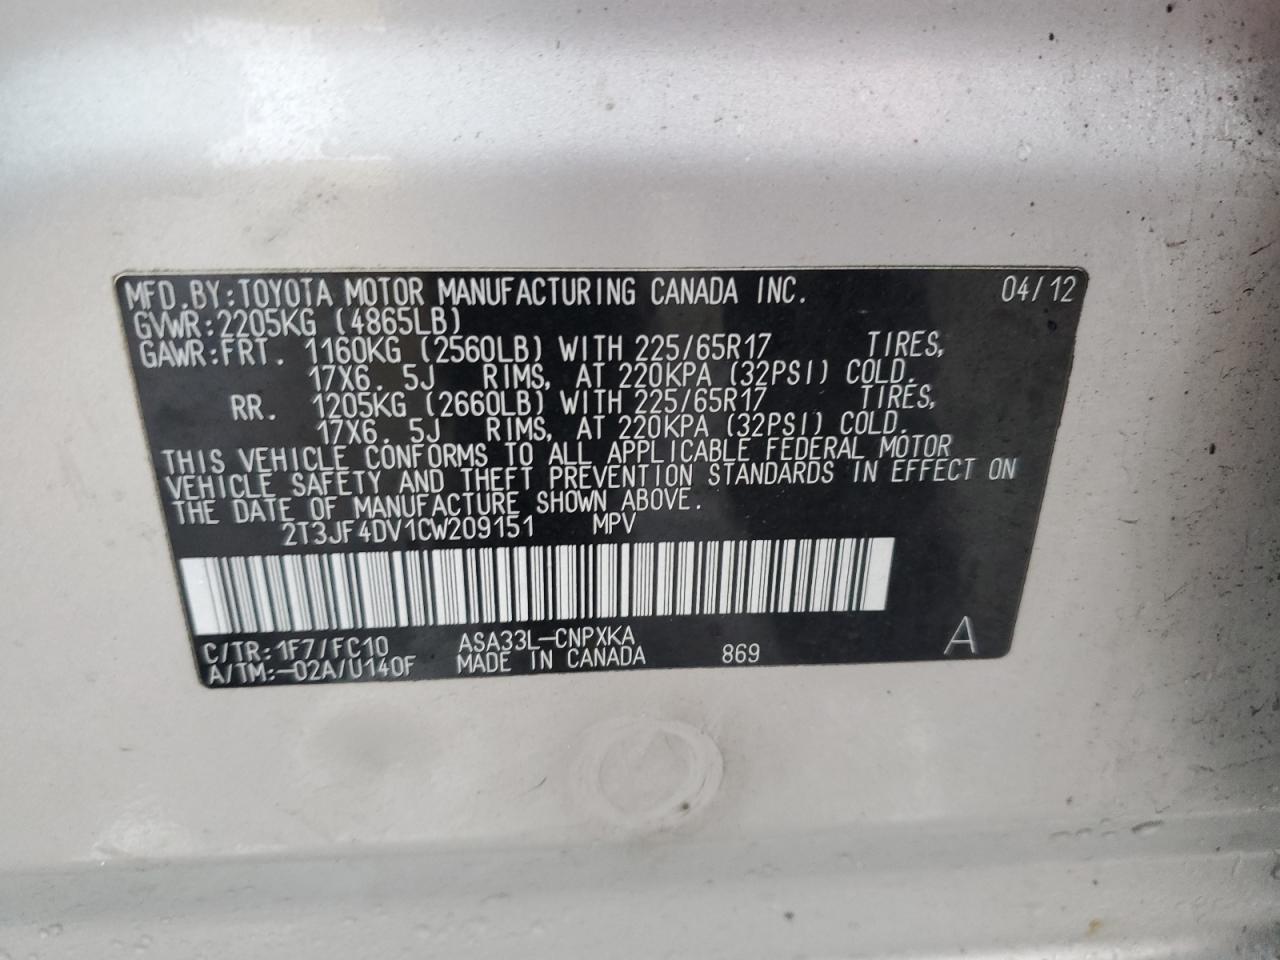 MFD.BY:TOYOTA MOTOR MANUFACTURING CANADA INC. 04/12
GVWR:2205KG (4865LB)
GAWR:FRT. 1160KG (2560LB) WITH 225/65R17 TIRES,
17X6.5J RIMS, AT 220KPA (32PSI) COLD.
RR. 1205KG (2660LB) WITH 225/65R17 TIRES,
17X6.5J RIMS, AT 220KPA (32PSI) COLD.
THIS VEHICLE CONFORMS TO ALL APPLICABLE FEDERAL MOTOR
VEHICLE SAFETY AND THEFT PREVENTION STANDARDS IN EFFECT ON
THE DATE OF MANUFACTURE SHOWN ABOVE.
2T3JF4DV1CW209151 MPV
C/TR:1F7/FC10 ASA33L-CNPXKA
A/TM:-02A/U140F MADE IN CANADA 869 A